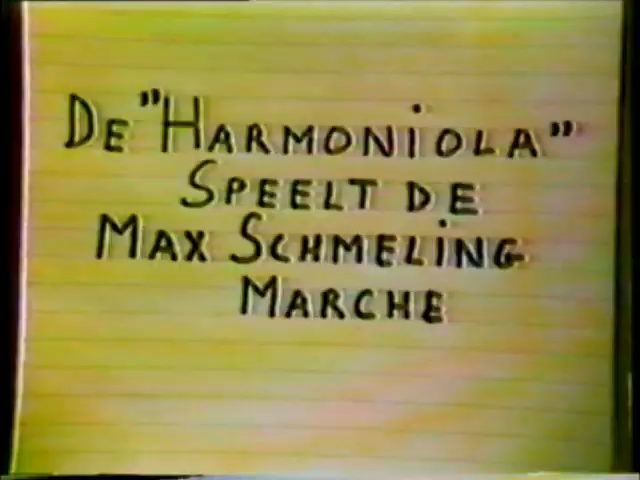 De "Harmoniola"
Speelt de
Max Schmeling
Marche